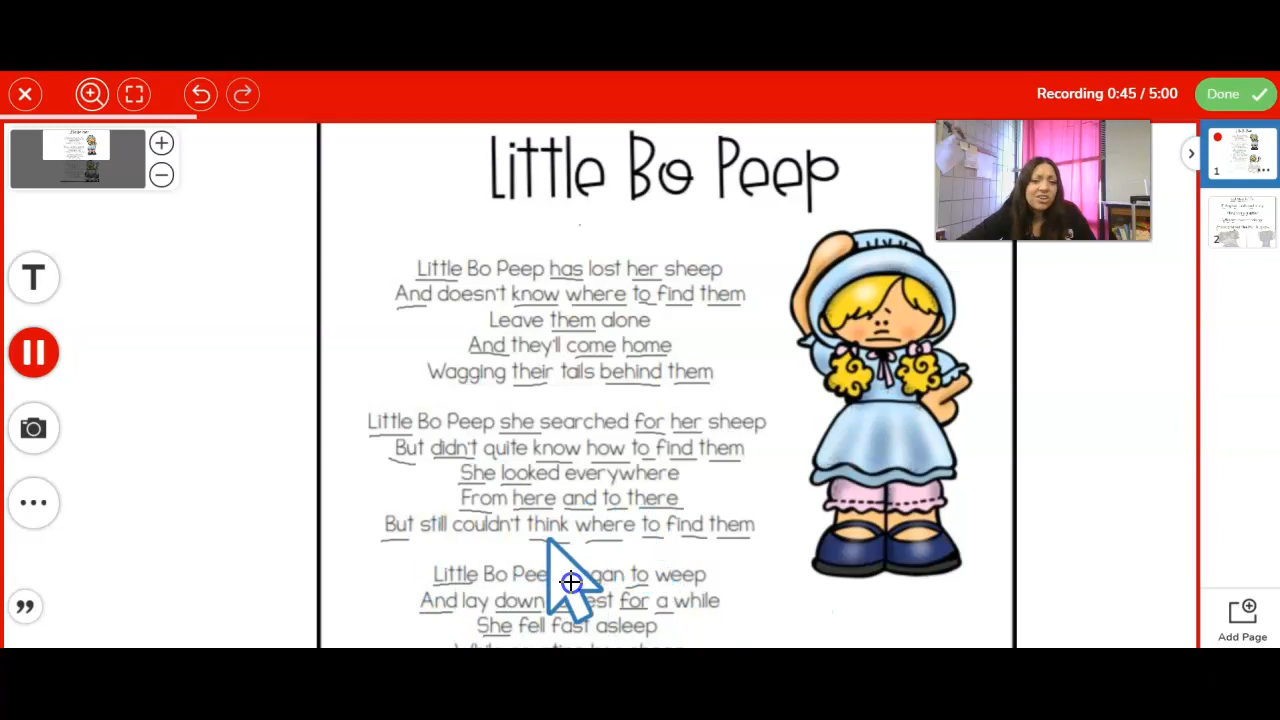 Recording 0:45 / 5:00
Done
Little Bo Peep
1
2
T
Little Bo Peep has lost her sheep
And doesn't know where to find them
Leave them alone
And they'll come home
Wagging their tails behind them
Little Bo Peep she searched for her sheep
But didn't quite know how to find them
She looked everywhere
From here and to there
But still couldn't think where to find them
Little Bo to weep
And lay down for a while
She fell fast asleep
Add Page